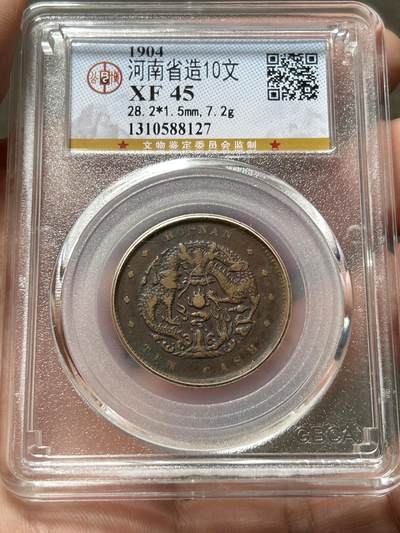 1904
河南省造10文
XF 45
28.2*1.5mm,7.2g
1310588127
★ 文物鉴定委员会监制 ★
HO-NAN
TEN CASH
GBCA